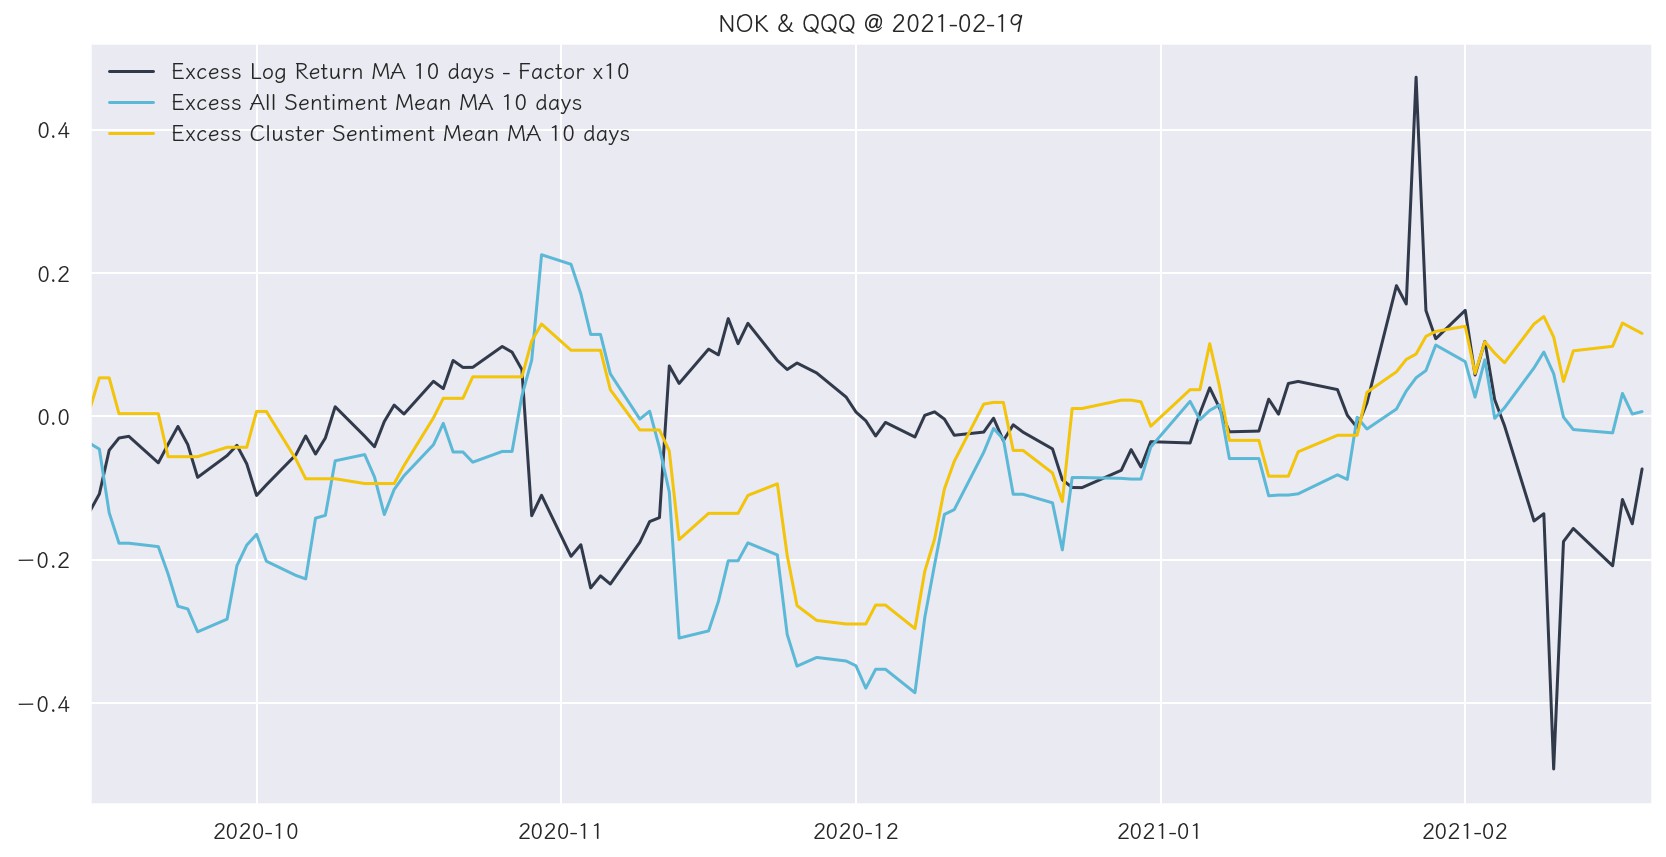 NOK & QQQ @ 2021-02-19
Excess Log Return MA 10 days - Factor x10
Excess All Sentiment Mean MA 10 days
Excess Cluster Sentiment Mean MA 10 days
0.4
0.2
0.0
−0.2
−0.4
2020-10 2020-11 2020-12 2021-01 2021-02